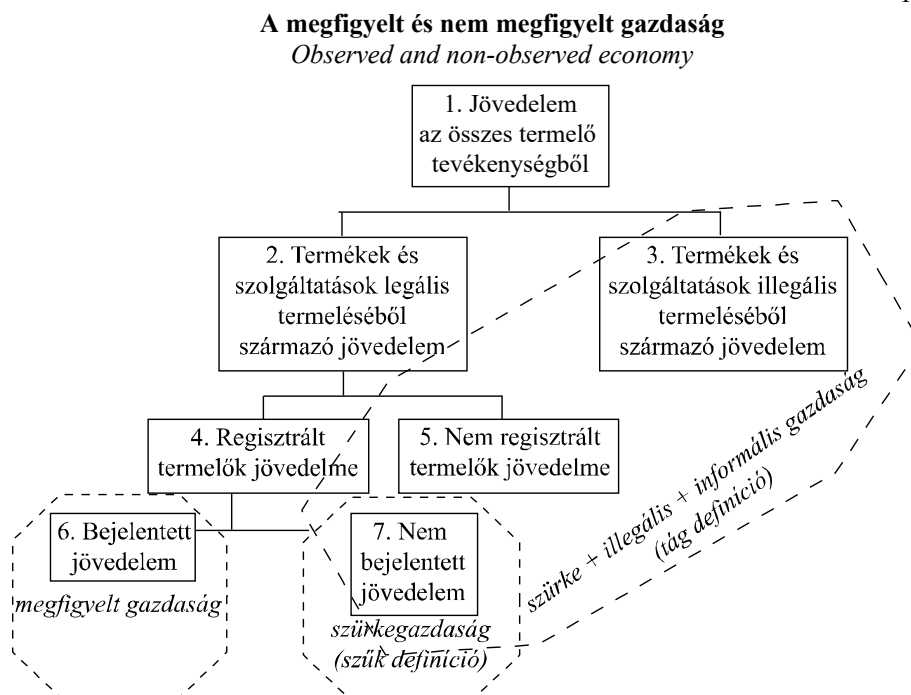 A megfigyelt és nem megfigyelt gazdaság
Observed and non-observed economy
1. Jövedelem
az összes termelő
tevékenységből
2. Termékek és
szolgáltatások legális
termeléséből
származó jövedelem
3. Termékek és
szolgáltatások illegális
termeléséből
származó jövedelem
4. Regisztrált
termelők jövedelme
5. Nem regisztrált
termelők jövedelme
6. Bejelentett
jövedelem
megfigyelt gazdaság
7. Nem
bejelentett
jövedelem
szürkegazdaság
(szűk definíció)
szürke + illegális + informális gazdaság
(tág definíció)